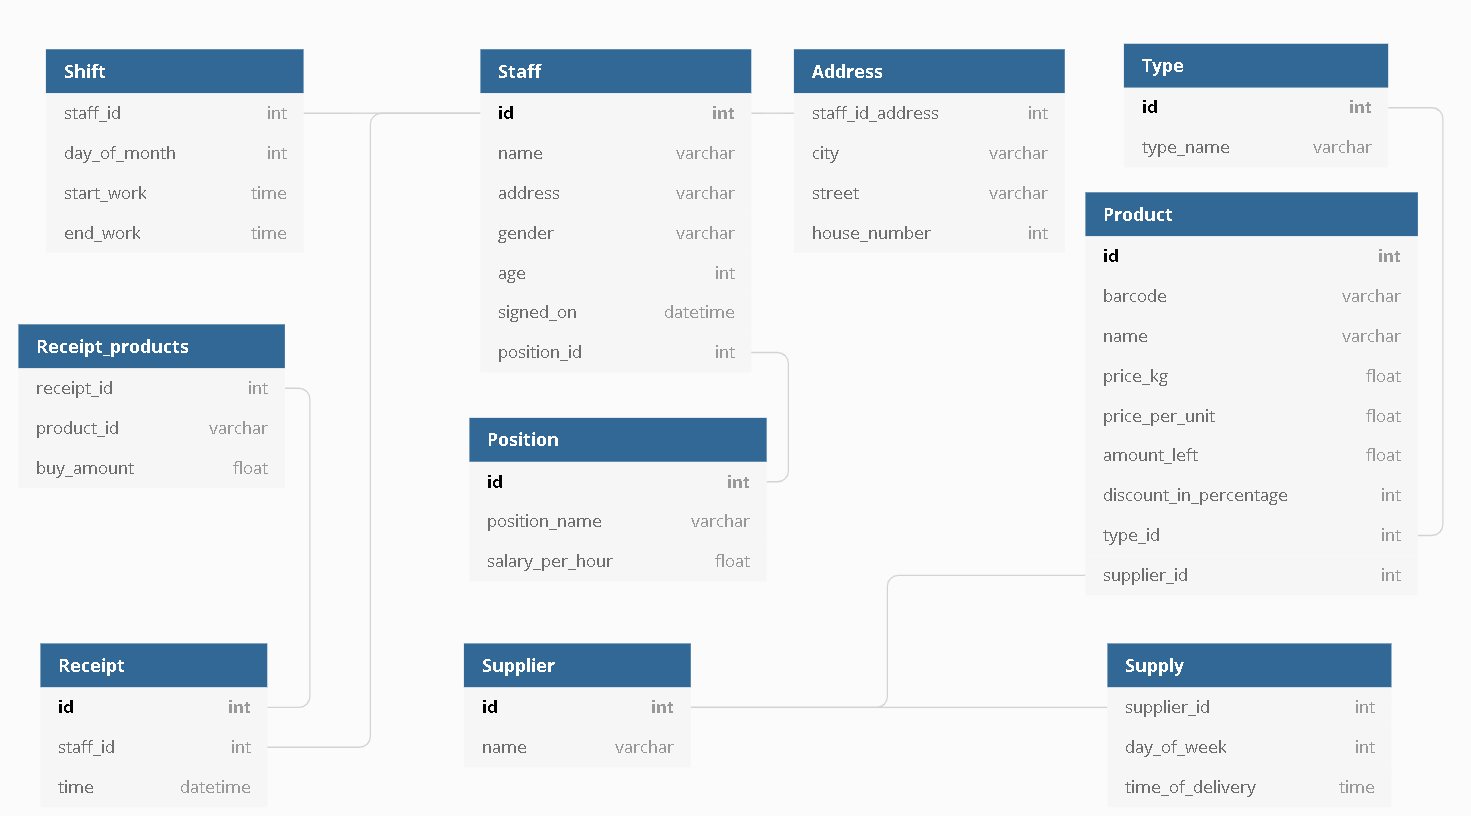 Shift
staff_id int
day_of_month int
start_work time
end_work time
Staff
id int
name varchar
address varchar
gender varchar
age int
signed_on datetime
position_id int
Address
staff_id_address int
city varchar
street varchar
house_number int
Type
id int
type_name varchar
Product
id int
barcode varchar
name varchar
price_kg float
price_per_unit float
amount_left float
discount_in_percentage int
type_id int
supplier_id int
Receipt_products
receipt_id int
product_id varchar
buy_amount float
Position
id int
position_name varchar
salary_per_hour float
Receipt
id int
staff_id int
time datetime
Supplier
id int
name varchar
Supply
supplier_id int
day_of_week int
time_of_delivery time